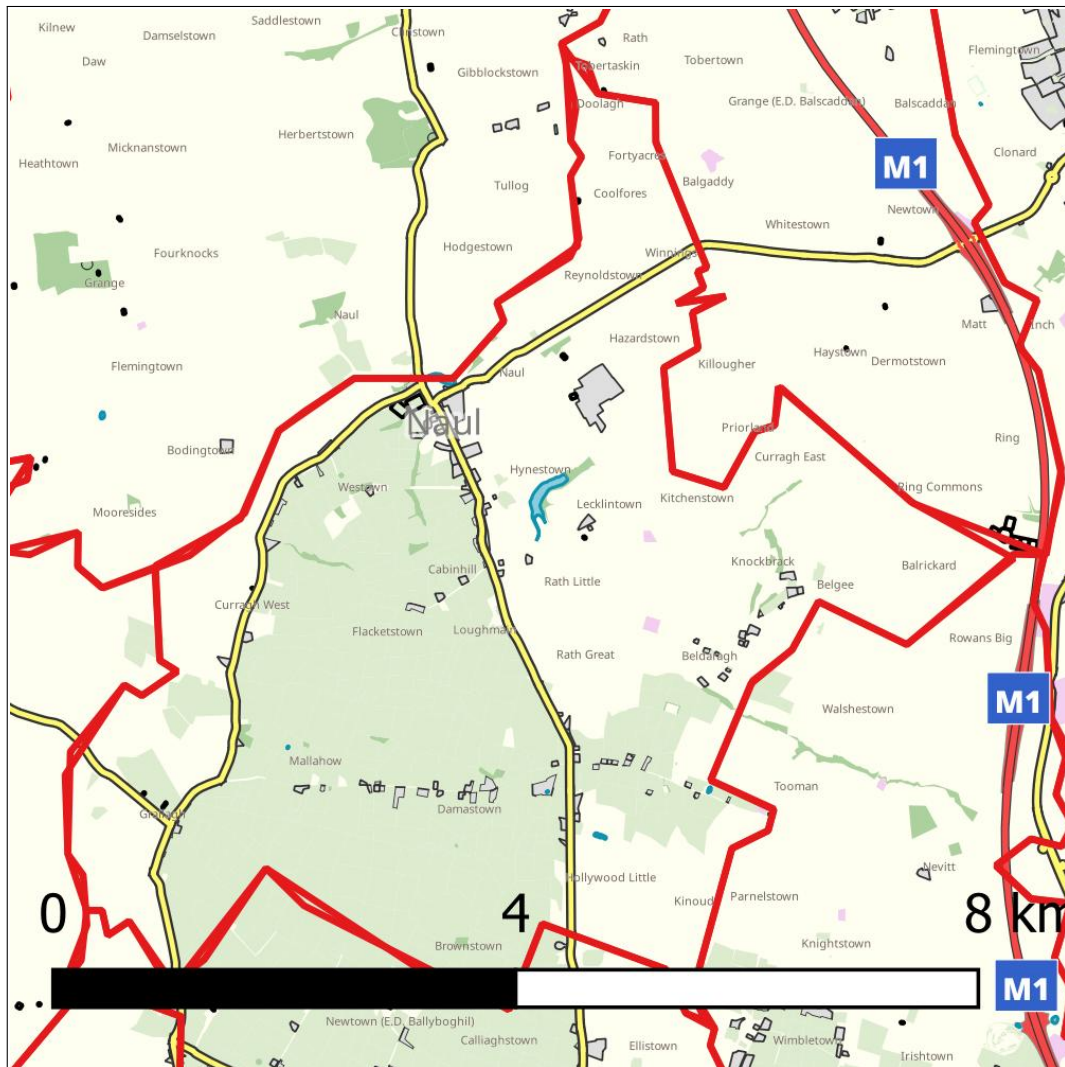 Kilnew
Saddlestown
Damselstown
Clinstown
Rath
Flemingtown
Daw
Gibblockstown
Tobertaskin
Tobertown
Doolagh
Grange (E.D. Balscaddan)
Balscaddan
Herbertstown
Micknanstown
Heathtown
Fortyacres
Clonard
M1
Tullog
Coolfores
Balgaddy
Newtown
Whitestown
Hodgestown
Winnings
Fourknocks
Reynoldstown
Grange
Naul
Matt
Inch
Hazardstown
Haystown
Dermotstown
Killougher
Flemingtown
Naul
Naul
Priorland
Ring
Bodingtown
Curragh East
Hynestown
Westown
Ring Commons
Kitchenstown
Lecklintown
Mooresides
Knockbrack
Balrickard
Cabinhill
Rath Little
Belgee
Curragh West
Flacketstown
Loughmain
Rowans Big
Rath Great
Beldaragh
M1
Walshestown
Mallahow
Tooman
Damastown
Nevitt
Hollywood Little
Kinoud
Parnelstown
0
4
8 km
Brownstown
Knightstown
M1
Newtown (E.D. Ballyboghil)
Calliaghstown
Ellistown
Wimbletown
Irishtown